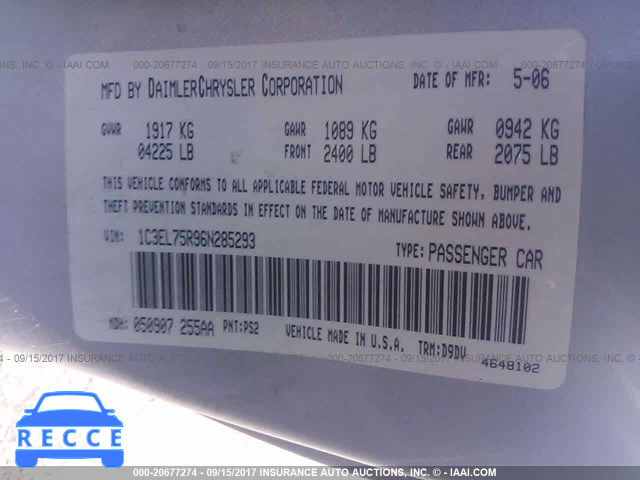 000-20677274 - 09/15/2017 INSURANCE AUTO AUCTIONS, INC. - © - IAAI.COM
MFD BY DAIMLERCHRYSLER CORPORATION DATE OF MFR: 5-06
GVWR 1917 KG GAWR 1089 KG GAWR 0942 KG
04225 LB FRONT 2400 LB REAR 2075 LB
THIS VEHICLE CONFORMS TO ALL APPLICABLE FEDERAL MOTOR VEHICLE SAFETY, BUMPER AND
THEFT PREVENTION STANDARDS IN EFFECT ON THE DATE OF MANUFACTURE SHOWN ABOVE.
VIN: 1C3EL75R96N285293 TYPE: PASSENGER CAR
MDH: 050907 255AA PNT:PS2 VEHICLE MADE IN U.S.A. TRM:D9DV
4648102
RECCE
000-20677274 - 09/15/2017 INSURANCE AUTO AUCTIONS, INC. - © - IAAI.COM